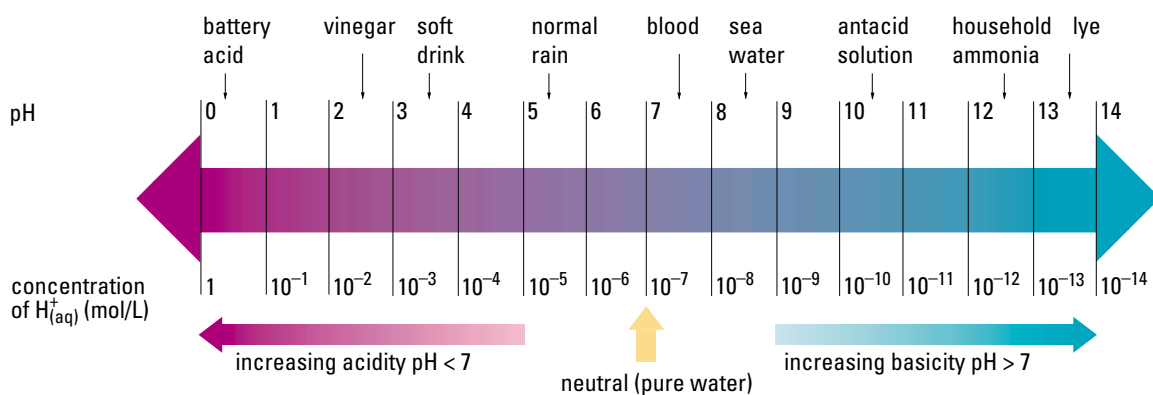 battery acid
vinegar
soft drink
normal rain
blood
sea water
antacid solution
household ammonia
lye
pH
0 1 2 3 4 5 6 7 8 9 10 11 12 13 14
concentration
of H⁺(aq) (mol/L)
1 10⁻¹ 10⁻² 10⁻³ 10⁻⁴ 10⁻⁵ 10⁻⁶ 10⁻⁷ 10⁻⁸ 10⁻⁹ 10⁻¹⁰ 10⁻¹¹ 10⁻¹² 10⁻¹³ 10⁻¹⁴
increasing acidity pH < 7
neutral (pure water)
increasing basicity pH > 7